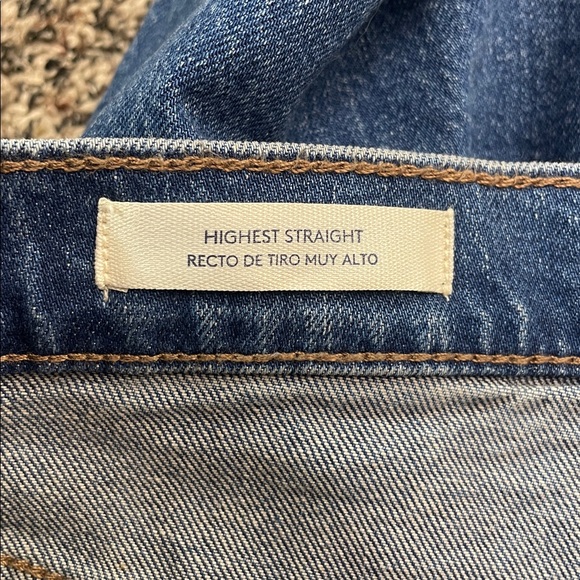 HIGHEST STRAIGHT
RECTO DE TIRO MUY ALTO